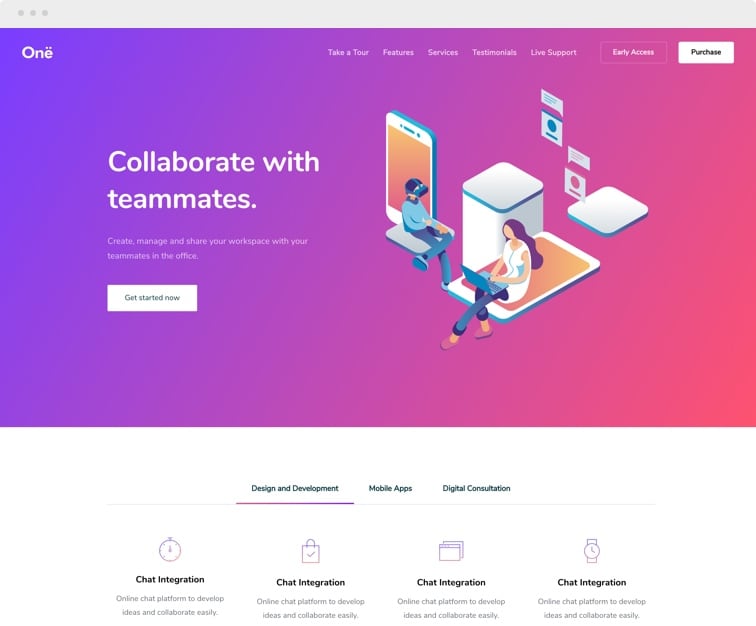 Onë
Take a Tour Features Services Testimonials Live Support Early Access Purchase
Collaborate with
teammates.
Create, manage and share your workspace with your
teammates in the office.
Get started now
Design and Development Mobile Apps Digital Consultation
Chat Integration
Online chat platform to develop
ideas and collaborate easily.
Chat Integration
Online chat platform to develop
ideas and collaborate easily.
Chat Integration
Online chat platform to develop
ideas and collaborate easily.
Chat Integration
Online chat platform to develop
ideas and collaborate easily.